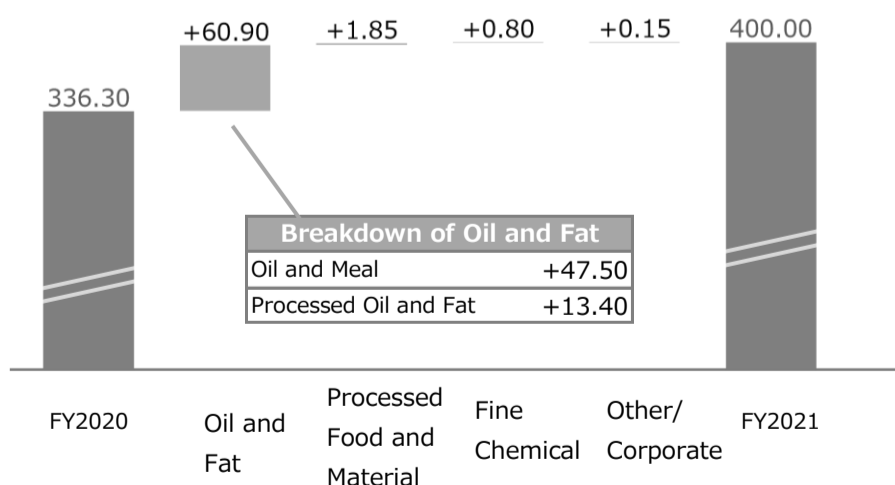 +60.90
+1.85
+0.80
+0.15
400.00
336.30
Breakdown of Oil and Fat
Oil and Meal +47.50
Processed Oil and Fat +13.40
FY2020
Oil and
Fat
Processed
Food and
Material
Fine
Chemical
Other/
Corporate
FY2021